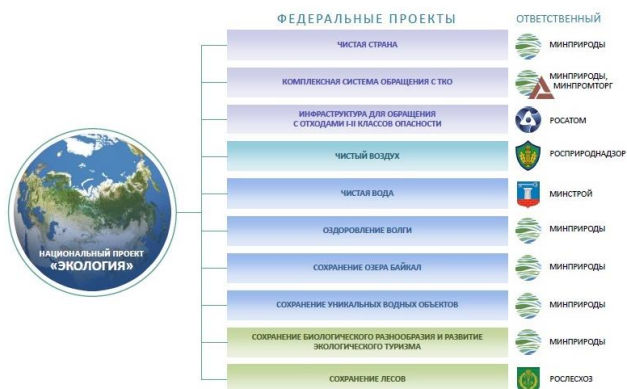 ФЕДЕРАЛЬНЫЕ ПРОЕКТЫ
ОТВЕТСТВЕННЫЙ
ЧИСТАЯ СТРАНА
МИНПРИРОДЫ
КОМПЛЕКСНАЯ СИСТЕМА ОБРАЩЕНИЯ С ТКО
МИНПРИРОДЫ,
МИНПРОМТОРГ
ИНФРАСТРУКТУРА ДЛЯ ОБРАЩЕНИЯ
С ОТХОДАМИ I-II КЛАССОВ ОПАСНОСТИ
РОСАТОМ
ЧИСТЫЙ ВОЗДУХ
РОСПРИРОДНАДЗОР
ЧИСТАЯ ВОДА
МИНСТРОЙ
ОЗДОРОВЛЕНИЕ ВОЛГИ
МИНПРИРОДЫ
НАЦИОНАЛЬНЫЙ ПРОЕКТ
«ЭКОЛОГИЯ»
СОХРАНЕНИЕ ОЗЕРА БАЙКАЛ
МИНПРИРОДЫ
СОХРАНЕНИЕ УНИКАЛЬНЫХ ВОДНЫХ ОБЪЕКТОВ
МИНПРИРОДЫ
СОХРАНЕНИЕ БИОЛОГИЧЕСКОГО РАЗНООБРАЗИЯ И РАЗВИТИЕ
ЭКОЛОГИЧЕСКОГО ТУРИЗМА
МИНПРИРОДЫ
СОХРАНЕНИЕ ЛЕСОВ
РОСЛЕСХОЗ